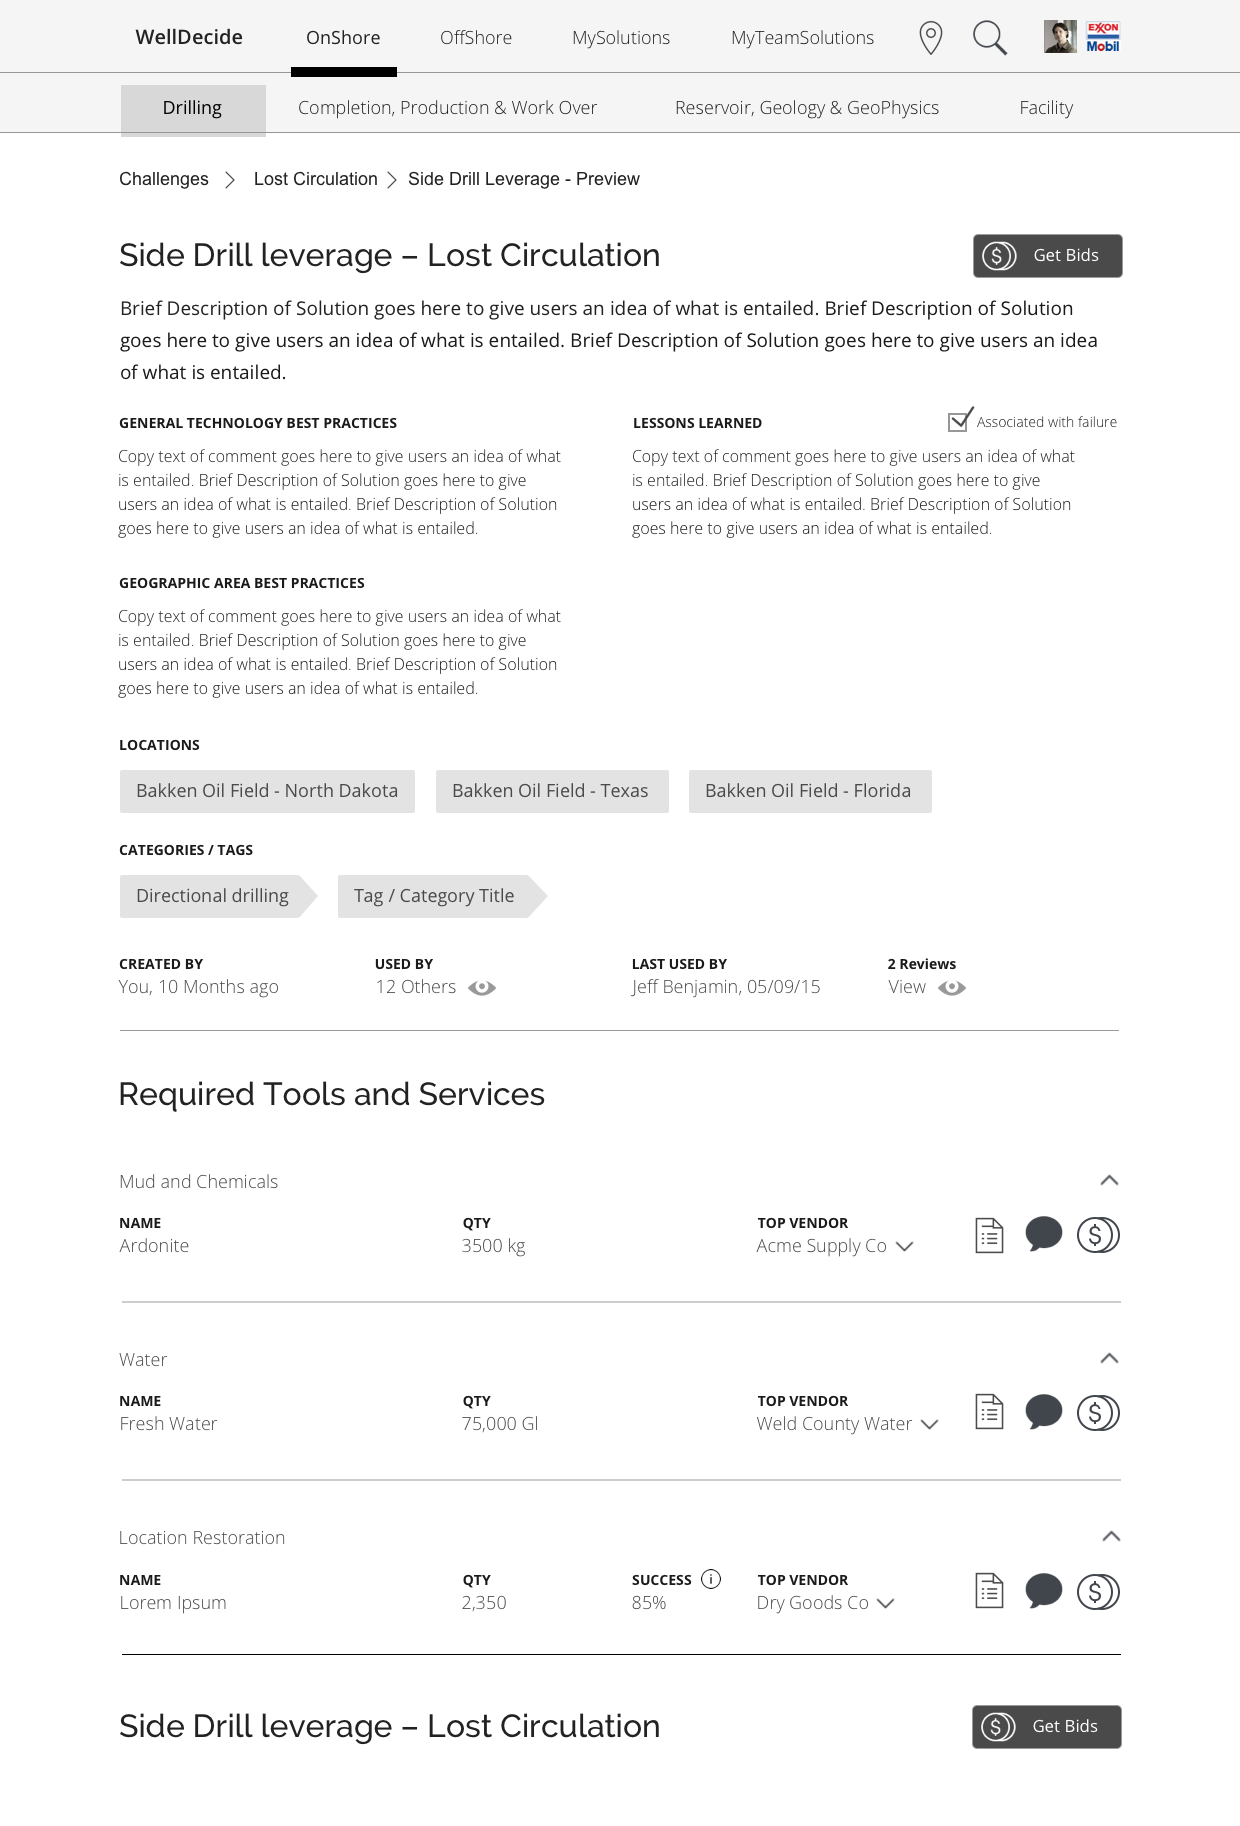 WellDecide OnShore OffShore MySolutions MyTeamSolutions EXXON
Mobil
Drilling Completion, Production & Work Over Reservoir, Geology & GeoPhysics Facility
Challenges Lost Circulation Side Drill Leverage - Preview
Side Drill leverage – Lost Circulation $ Get Bids
Brief Description of Solution goes here to give users an idea of what is entailed. Brief Description of Solution
goes here to give users an idea of what is entailed. Brief Description of Solution goes here to give users an idea
of what is entailed.
GENERAL TECHNOLOGY BEST PRACTICES
Copy text of comment goes here to give users an idea of what
is entailed. Brief Description of Solution goes here to give
users an idea of what is entailed. Brief Description of Solution
goes here to give users an idea of what is entailed.
LESSONS LEARNED Associated with failure
Copy text of comment goes here to give users an idea of what
is entailed. Brief Description of Solution goes here to give
users an idea of what is entailed. Brief Description of Solution
goes here to give users an idea of what is entailed.
GEOGRAPHIC AREA BEST PRACTICES
Copy text of comment goes here to give users an idea of what
is entailed. Brief Description of Solution goes here to give
users an idea of what is entailed. Brief Description of Solution
goes here to give users an idea of what is entailed.
LOCATIONS
Bakken Oil Field - North Dakota Bakken Oil Field - Texas Bakken Oil Field - Florida
CATEGORIES / TAGS
Directional drilling Tag / Category Title
CREATED BY USED BY LAST USED BY 2 Reviews
You, 10 Months ago 12 Others Jeff Benjamin, 05/09/15 View
Required Tools and Services
Mud and Chemicals
NAME QTY TOP VENDOR
Ardonite 3500 kg Acme Supply Co $
Water
NAME QTY TOP VENDOR
Fresh Water 75,000 Gl Weld County Water $
Location Restoration
NAME QTY SUCCESS i TOP VENDOR
Lorem Ipsum 2,350 85% Dry Goods Co $
Side Drill leverage – Lost Circulation $ Get Bids